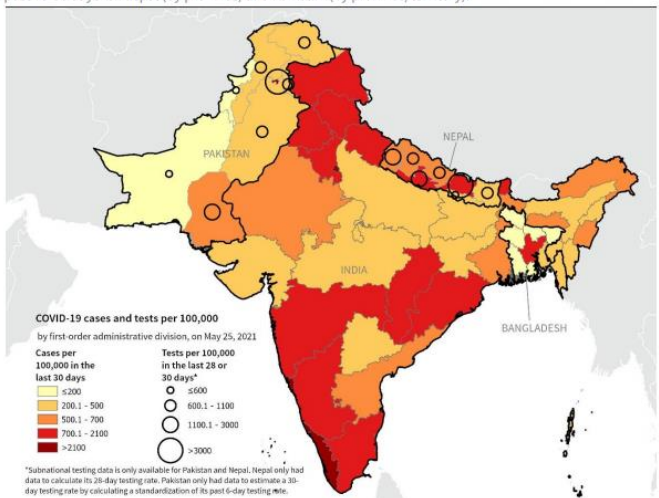 PAKISTAN
NEPAL
INDIA
BANGLADESH
COVID-19 cases and tests per 100,000
by first-order administrative division, on May 25, 2021
Cases per
100,000 in the
last 30 days
≤200
200.1 - 500
500.1 - 700
700.1 - 2100
>2100
Tests per 100,000
in the last 28 or
30 days*
≤600
600.1 - 1100
1100.1 - 3000
>3000
*Subnational testing data is only available for Pakistan and Nepal. Nepal only had
data to calculate its 28-day testing rate. Pakistan only had data to estimate a 30-
day testing rate by calculating a standardization of its past 6-day testing rate.